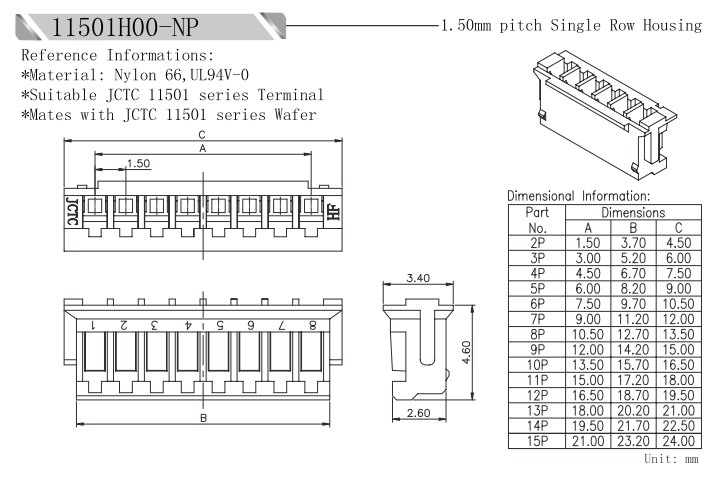 11501H00-NP
1.50mm pitch Single Row Housing
Reference Informations:
*Material: Nylon 66,UL94V-0
*Suitable JCTC 11501 series Terminal
*Mates with JCTC 11501 series Wafer
C
A
1.50
JCTC
HF
1 2 3 4 5 6 7 8
B
3.40
4.60
2.60
Dimensional Information:
Part No. Dimensions
A B C
2P 1.50 3.70 4.50
3P 3.00 5.20 6.00
4P 4.50 6.70 7.50
5P 6.00 8.20 9.00
6P 7.50 9.70 10.50
7P 9.00 11.20 12.00
8P 10.50 12.70 13.50
9P 12.00 14.20 15.00
10P 13.50 15.70 16.50
11P 15.00 17.20 18.00
12P 16.50 18.70 19.50
13P 18.00 20.20 21.00
14P 19.50 21.70 22.50
15P 21.00 23.20 24.00
Unit: mm